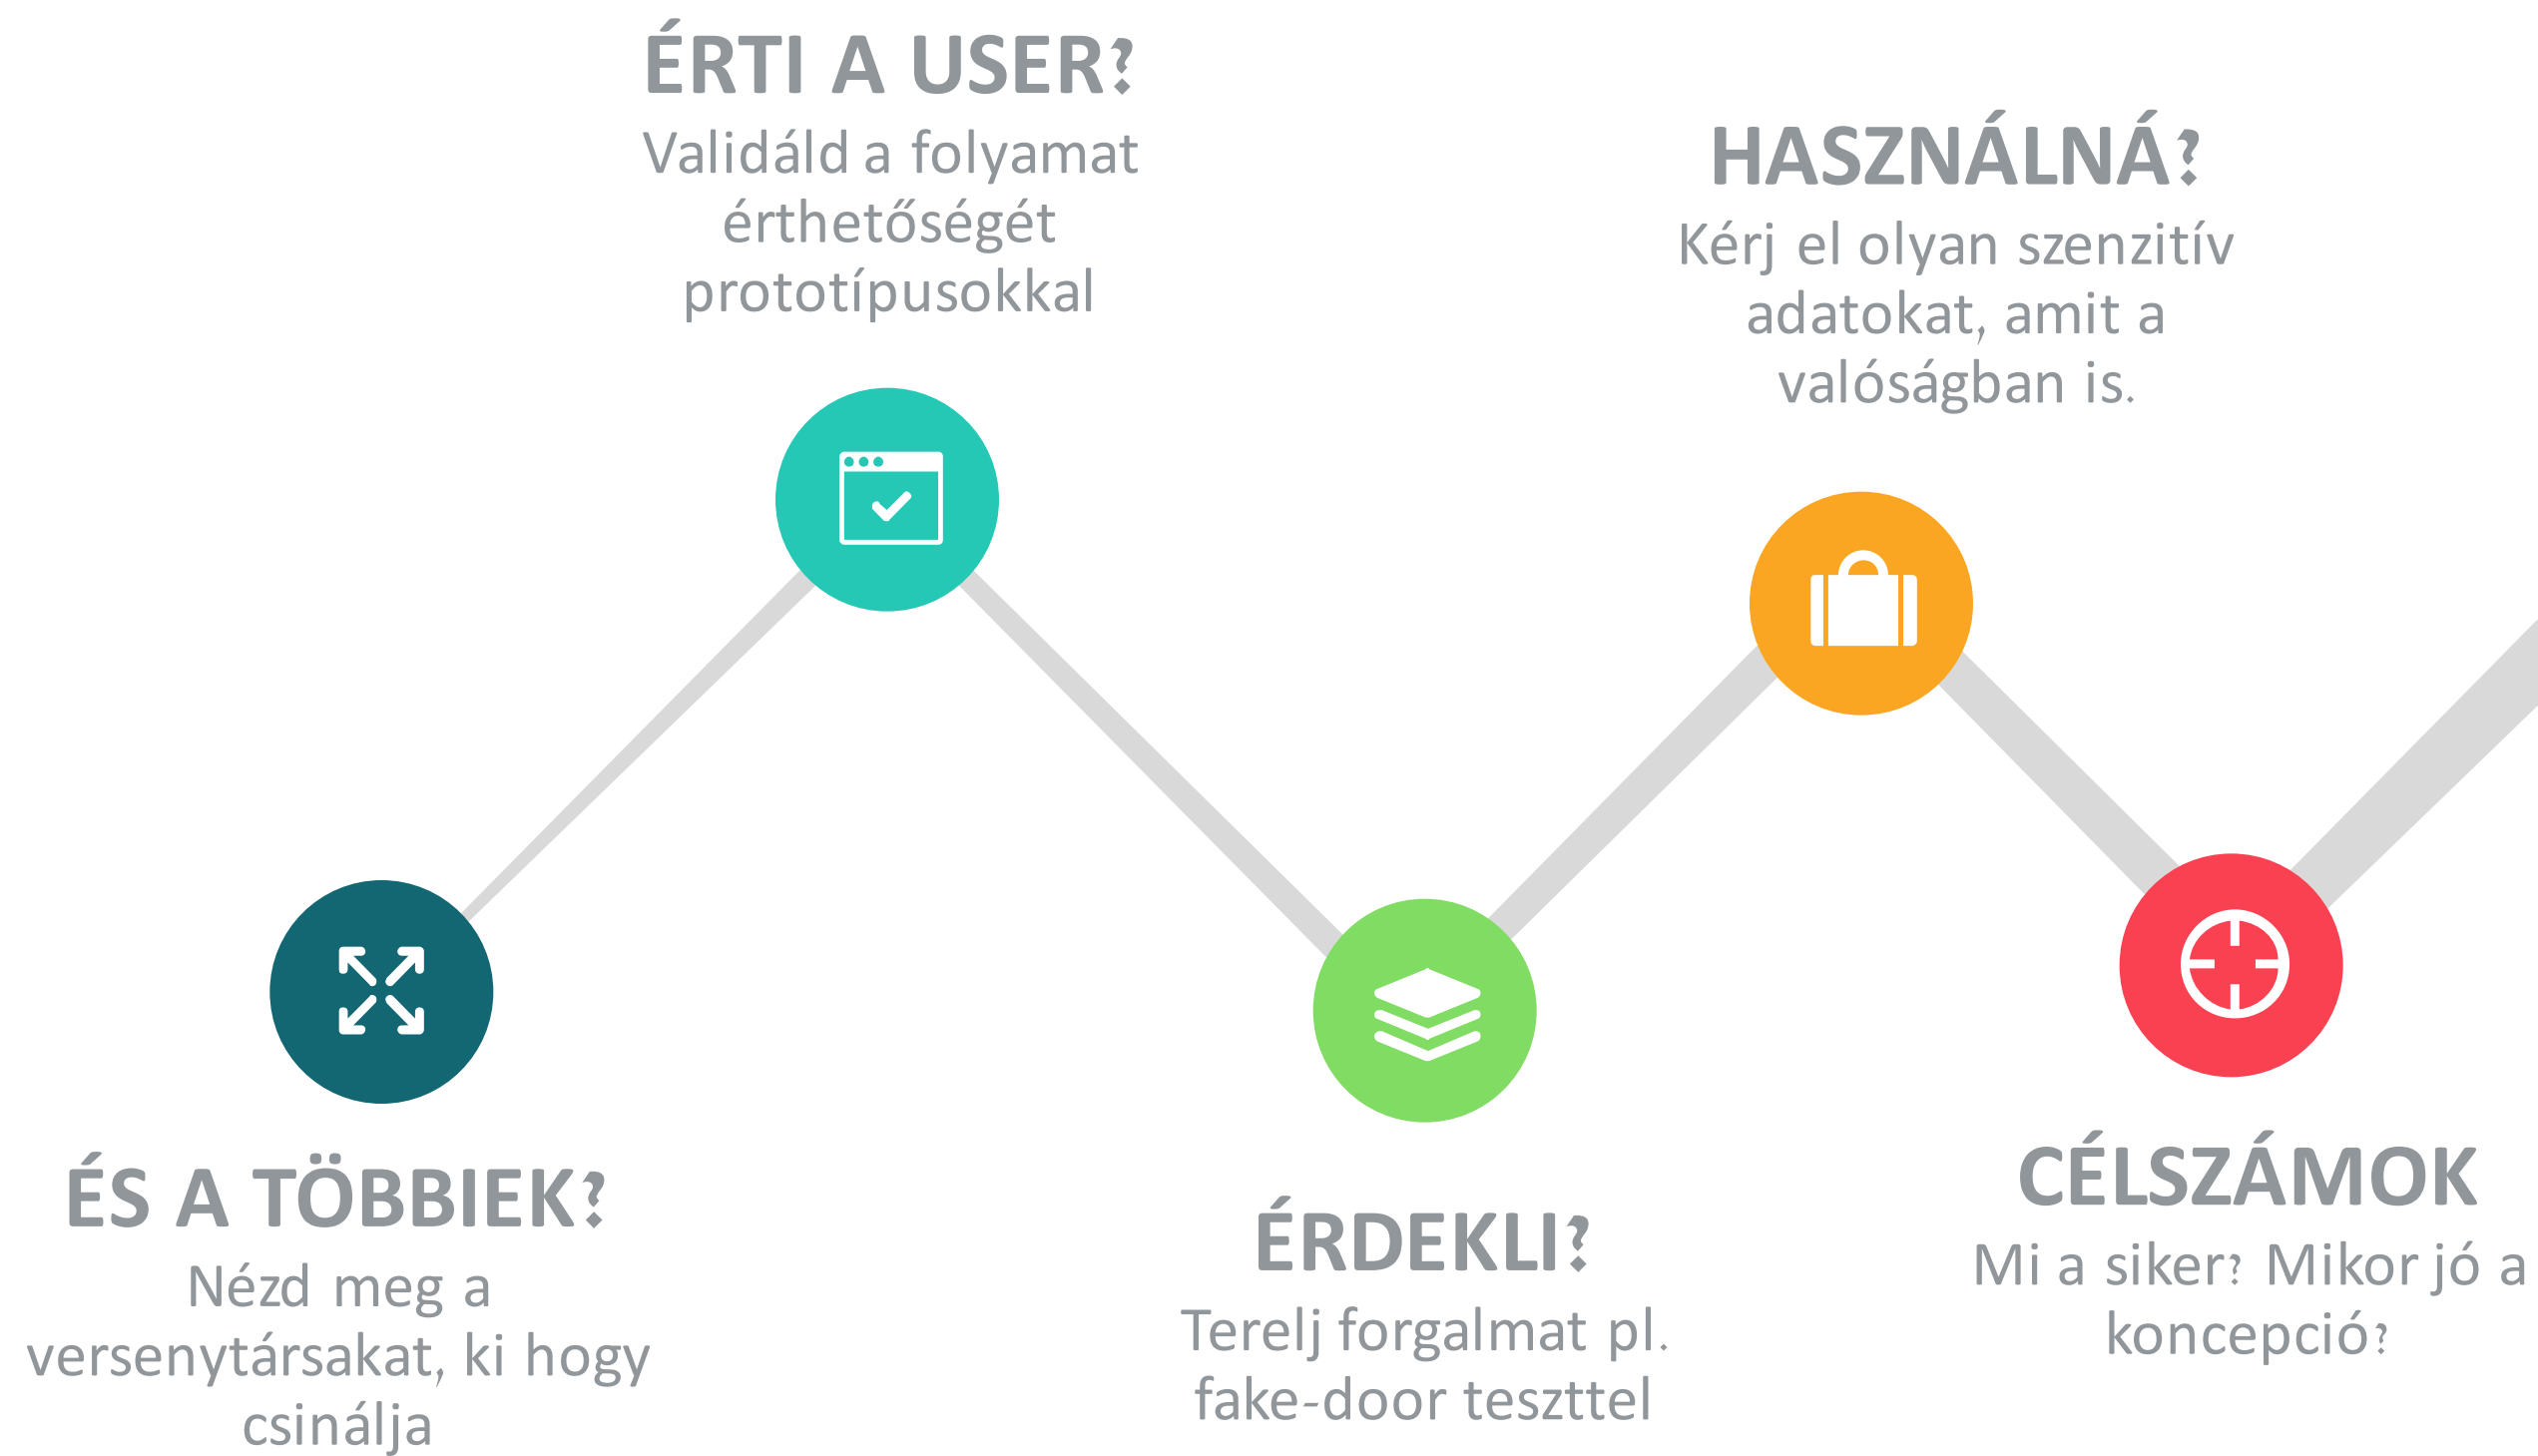 ÉRTI A USER?
Validáld a folyamat
érthetőségét
prototípusokkal
HASZNÁLNÁ?
Kérj el olyan szenzitív
adatokat, amit a
valóságban is.
ÉS A TÖBBIEK?
Nézd meg a
versenytársakat, ki hogy
csinálja
ÉRDEKLI?
Terelj forgalmat pl.
fake-door teszttel
CÉLSZÁMOK
Mi a siker? Mikor jó a
koncepció?